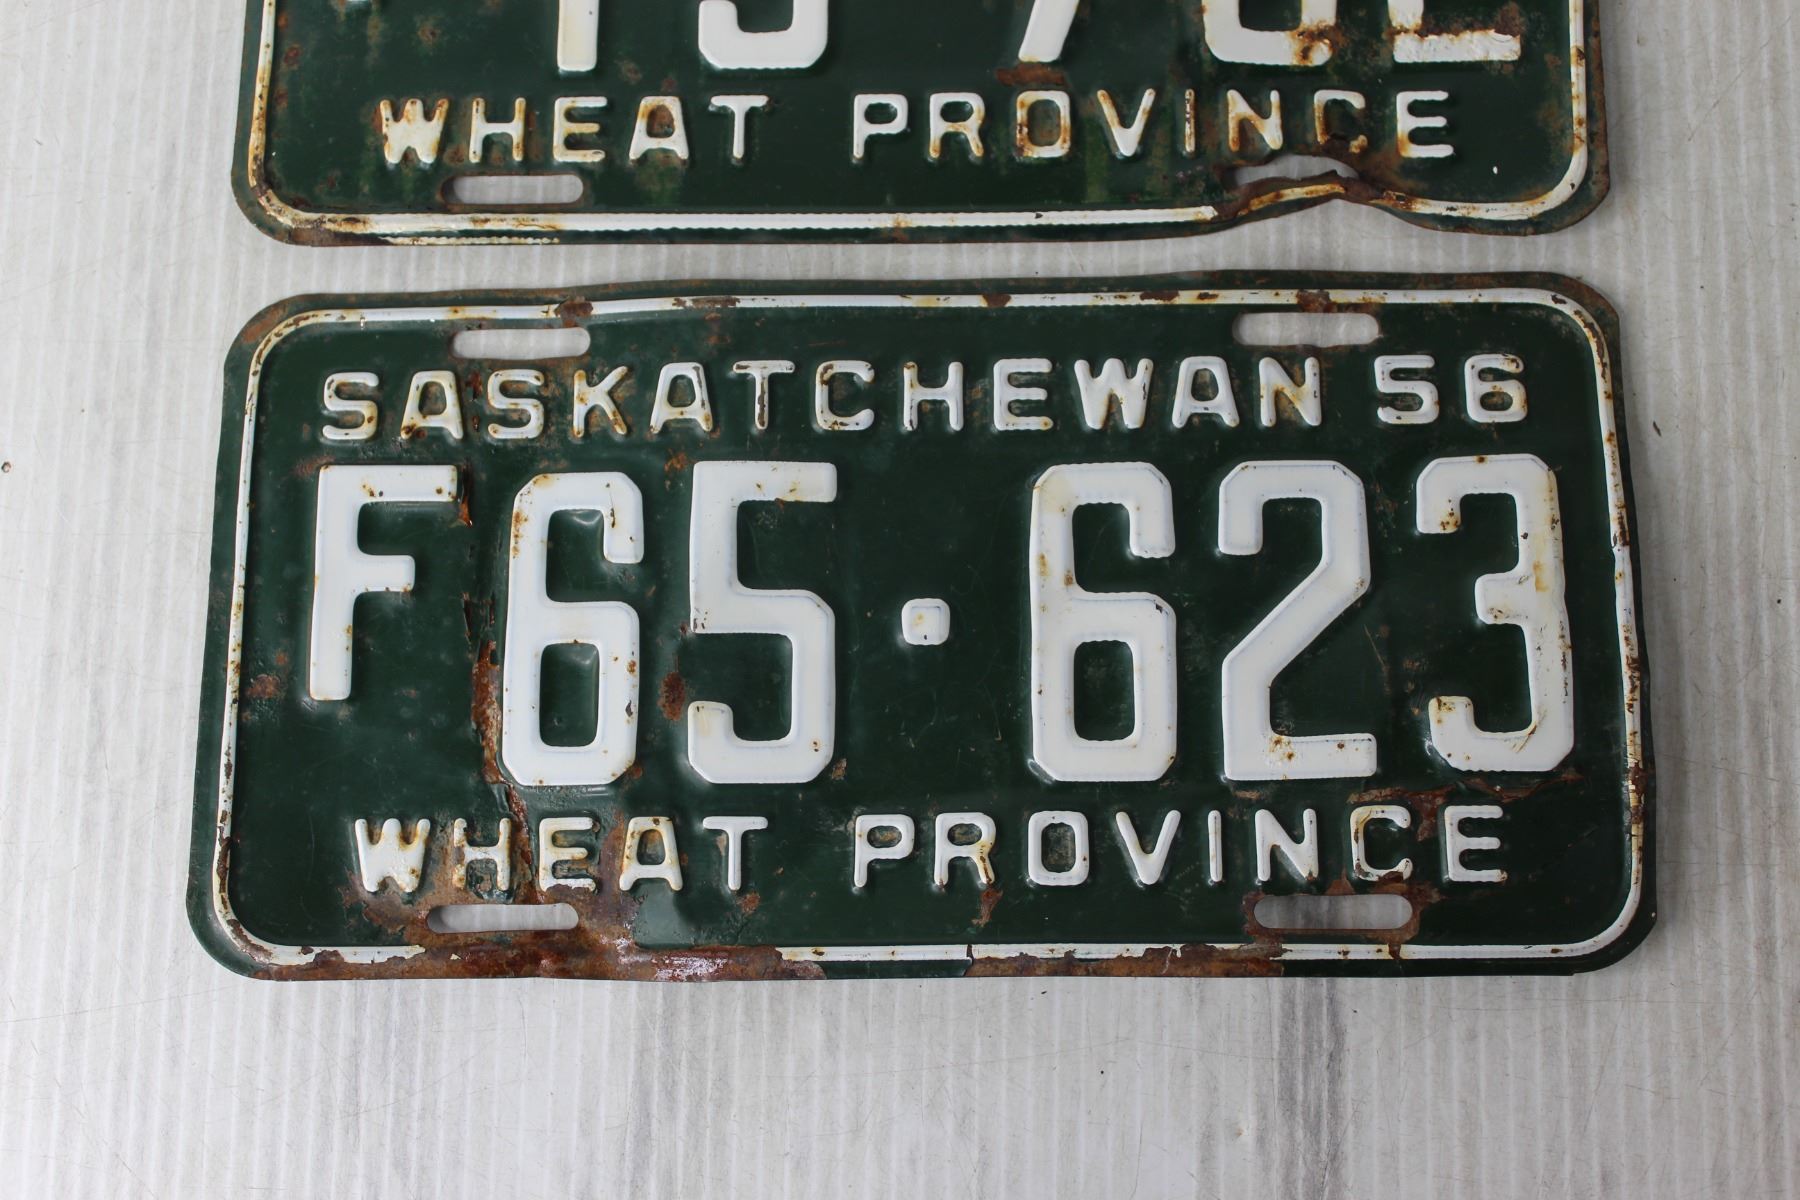 WHEAT PROVINCE
SASKATCHEWAN 56
F65·623
WHEAT PROVINCE